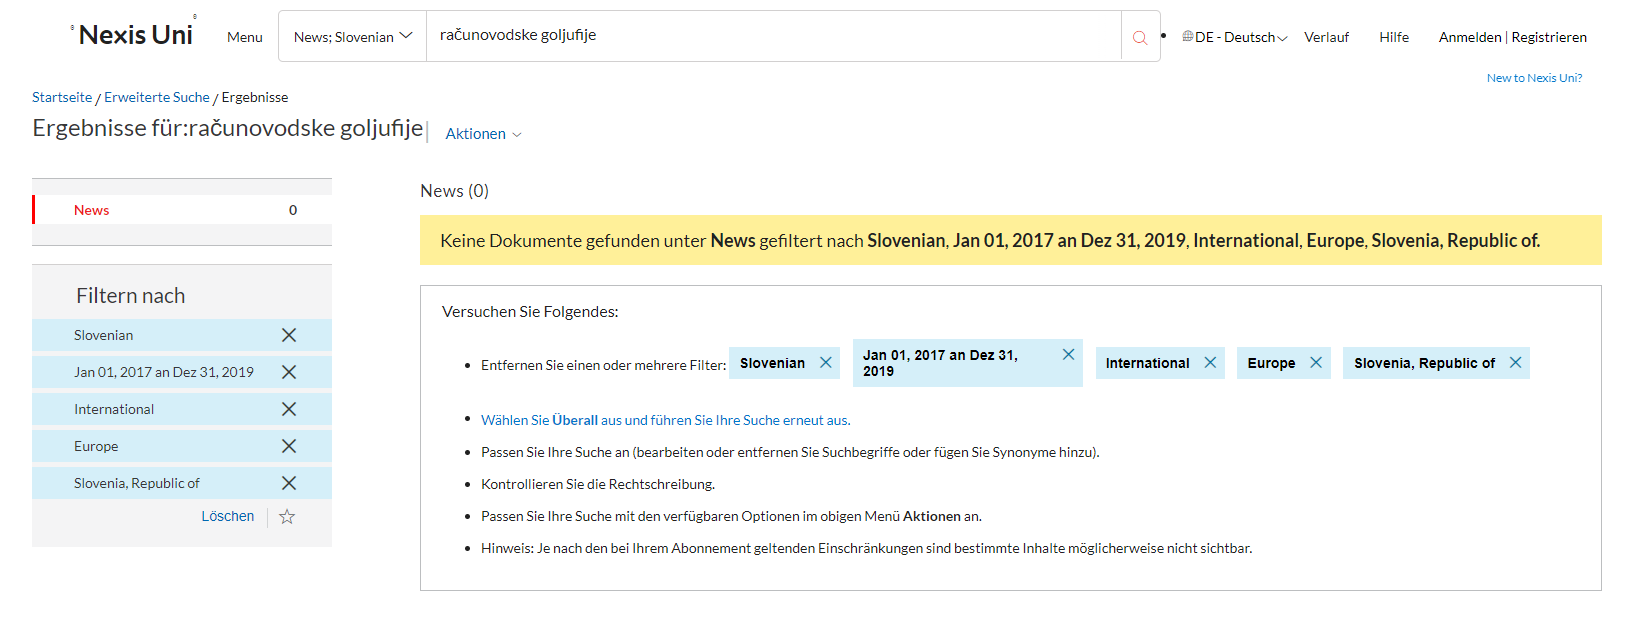 ® Nexis Uni ®
Menu
News; Slovenian
računovodske goljufije
DE - Deutsch
Verlauf
Hilfe
Anmelden | Registrieren
New to Nexis Uni?
Startseite / Erweiterte Suche / Ergebnisse
Ergebnisse für:računovodske goljufije| Aktionen
News 0
Filtern nach
Slovenian
Jan 01, 2017 an Dez 31, 2019
International
Europe
Slovenia, Republic of
Löschen
News (0)
Keine Dokumente gefunden unter News gefiltert nach Slovenian, Jan 01, 2017 an Dez 31, 2019, International, Europe, Slovenia, Republic of.
Versuchen Sie Folgendes:
• Entfernen Sie einen oder mehrere Filter: Slovenian
Jan 01, 2017 an Dez 31,
2019
International
Europe
Slovenia, Republic of
• Wählen Sie Überall aus und führen Sie Ihre Suche erneut aus.
• Passen Sie Ihre Suche an (bearbeiten oder entfernen Sie Suchbegriffe oder fügen Sie Synonyme hinzu).
• Kontrollieren Sie die Rechtschreibung.
• Passen Sie Ihre Suche mit den verfügbaren Optionen im obigen Menü Aktionen an.
• Hinweis: Je nach den bei Ihrem Abonnement geltenden Einschränkungen sind bestimmte Inhalte möglicherweise nicht sichtbar.